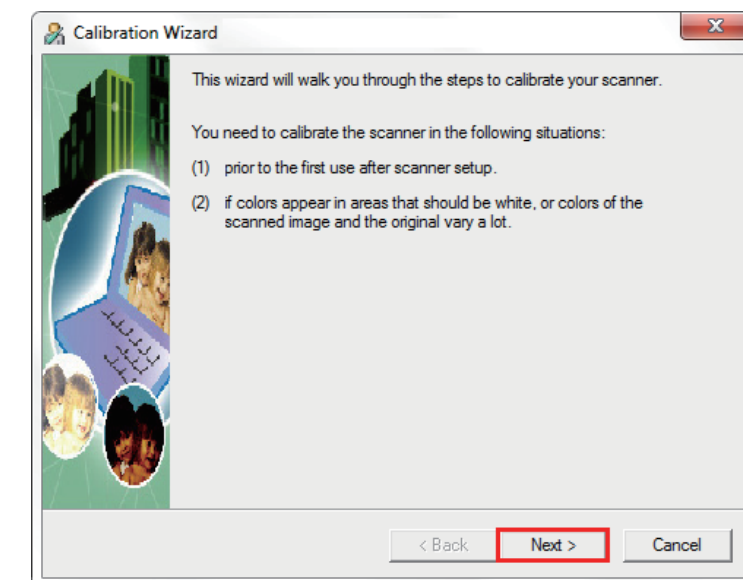 Calibration Wizard
This wizard will walk you through the steps to calibrate your scanner.
You need to calibrate the scanner in the following situations:
(1) prior to the first use after scanner setup.
(2) if colors appear in areas that should be white, or colors of the
scanned image and the original vary a lot.
< Back Next > Cancel